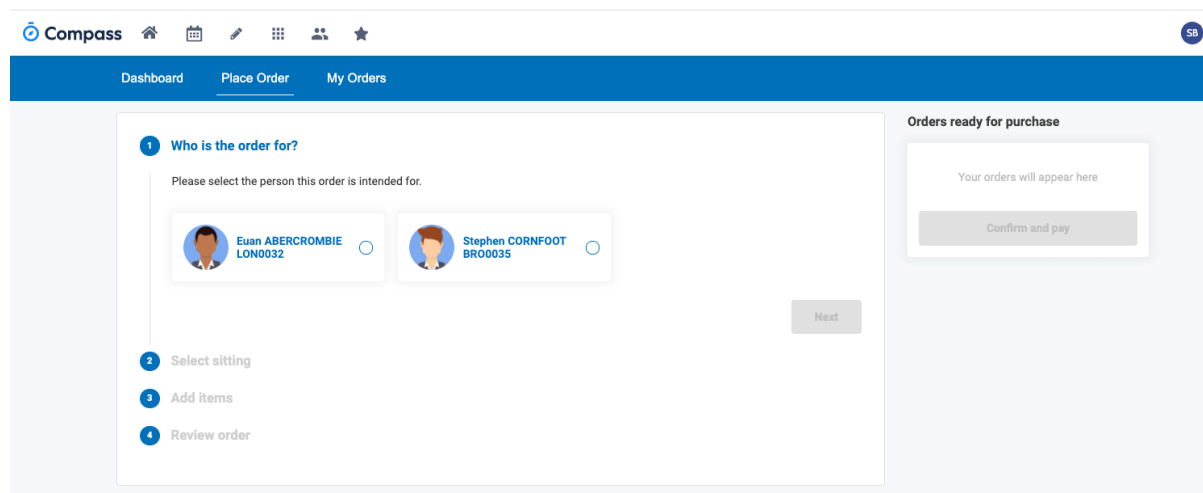 Compass
SB
Dashboard Place Order My Orders
1 Who is the order for?
Please select the person this order is intended for.
Euan ABERCROMBIE
LON0032
Stephen CORNFOOT
BRO0035
Next
2 Select sitting
3 Add items
4 Review order
Orders ready for purchase
Your orders will appear here
Confirm and pay